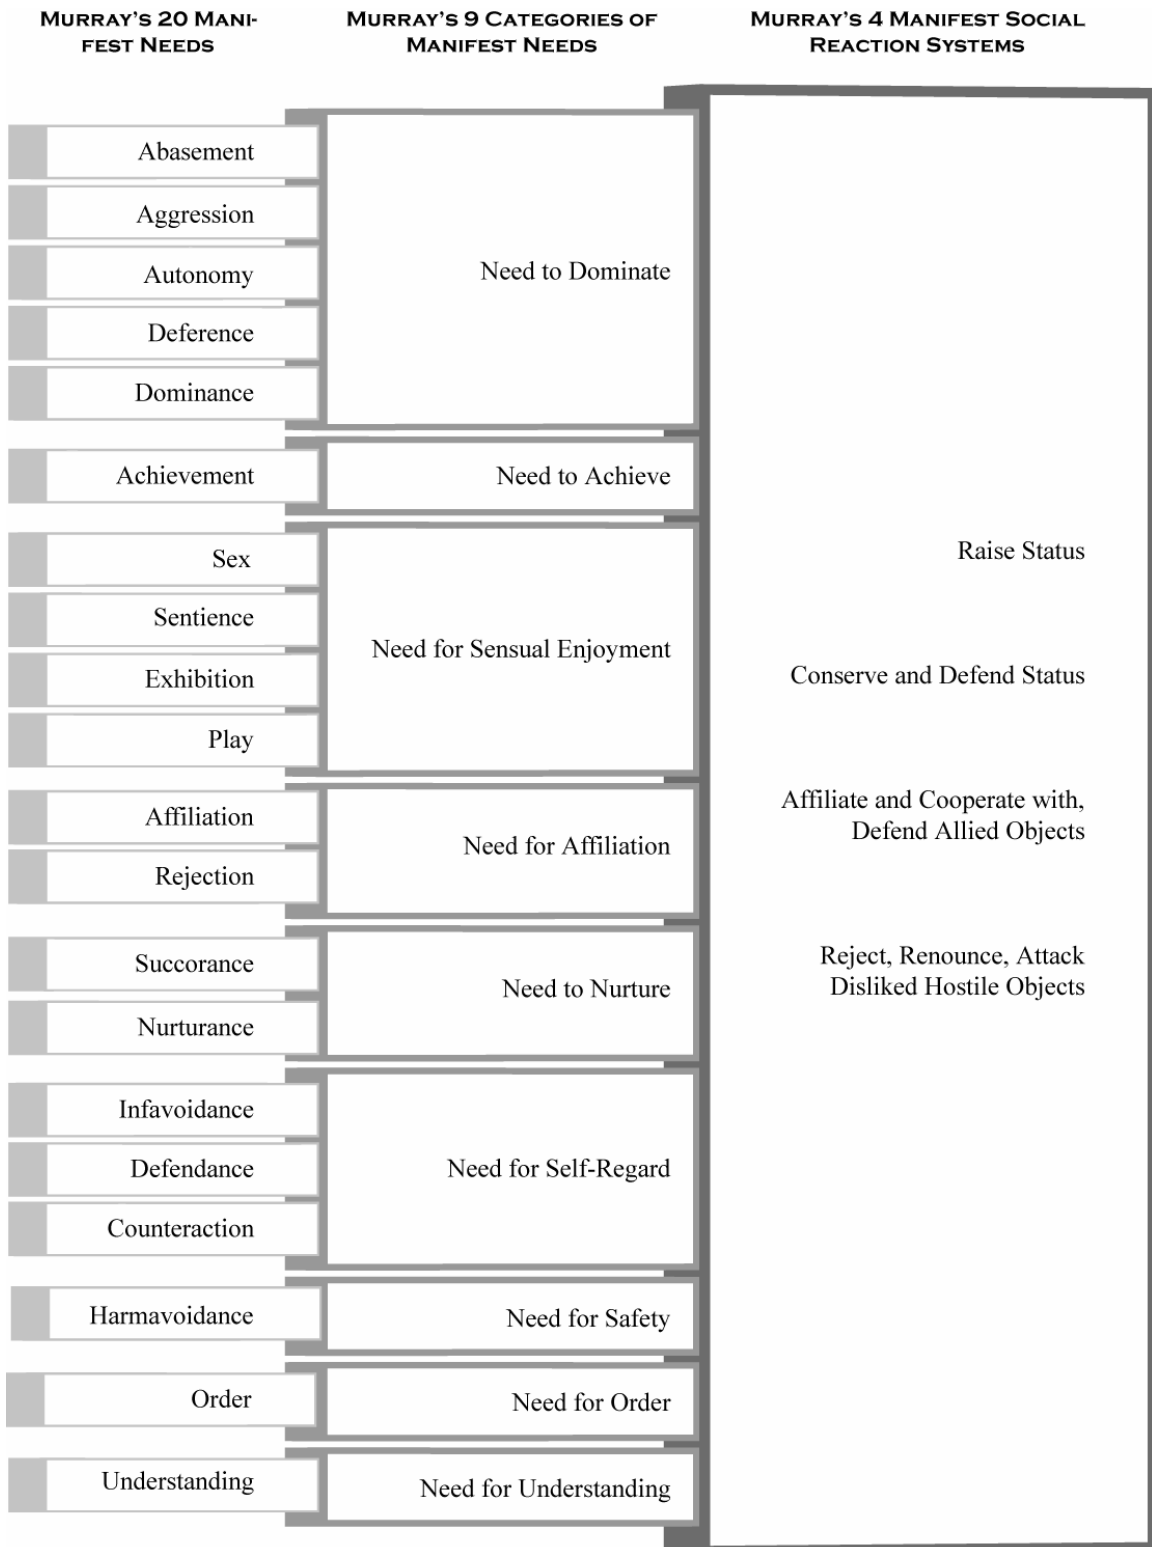 MURRAY'S 20 MANI-
FEST NEEDS
MURRAY'S 9 CATEGORIES OF
MANIFEST NEEDS
MURRAY'S 4 MANIFEST SOCIAL
REACTION SYSTEMS
Abasement
Aggression
Autonomy
Deference
Dominance
Achievement
Sex
Sentience
Exhibition
Play
Affiliation
Rejection
Succorance
Nurturance
Infavoidance
Defendance
Counteraction
Harmavoidance
Order
Understanding
Need to Dominate
Need to Achieve
Need for Sensual Enjoyment
Need for Affiliation
Need to Nurture
Need for Self-Regard
Need for Safety
Need for Order
Need for Understanding
Raise Status
Conserve and Defend Status
Affiliate and Cooperate with,
Defend Allied Objects
Reject, Renounce, Attack
Disliked Hostile Objects